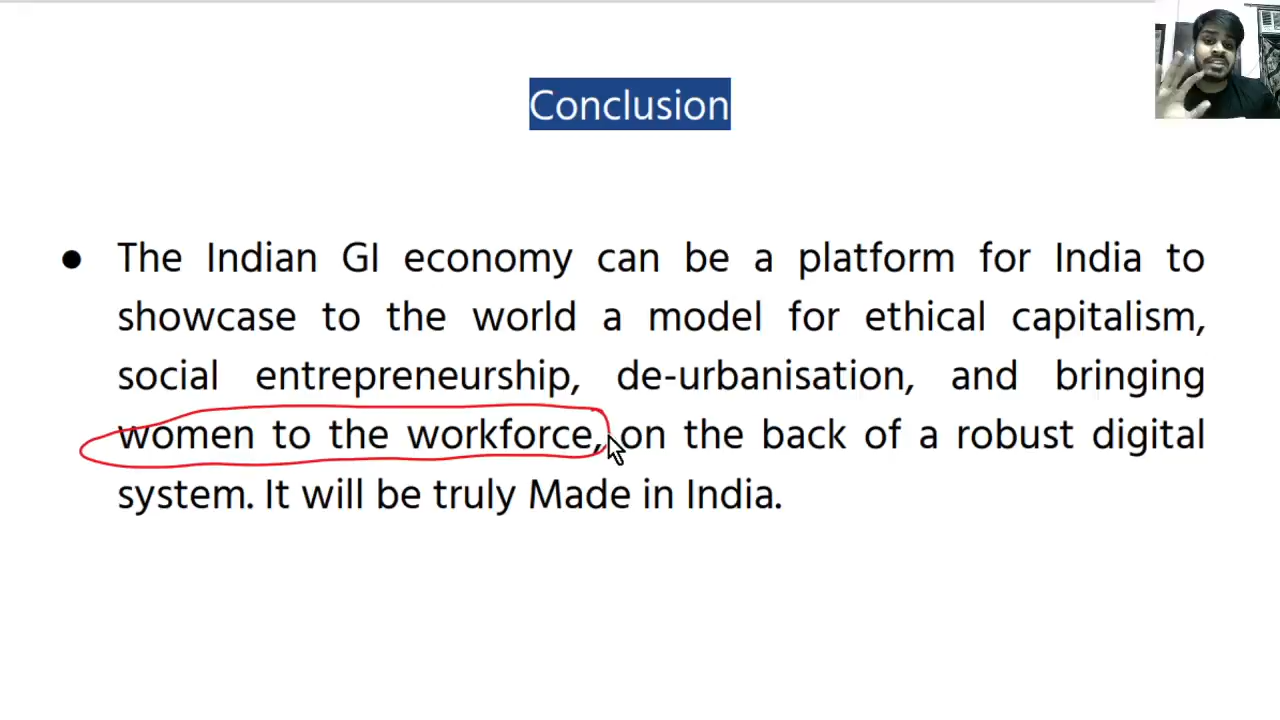 Conclusion
● The Indian GI economy can be a platform for India to
showcase to the world a model for ethical capitalism,
social entrepreneurship, de-urbanisation, and bringing
women to the workforce, on the back of a robust digital
system. It will be truly Made in India.